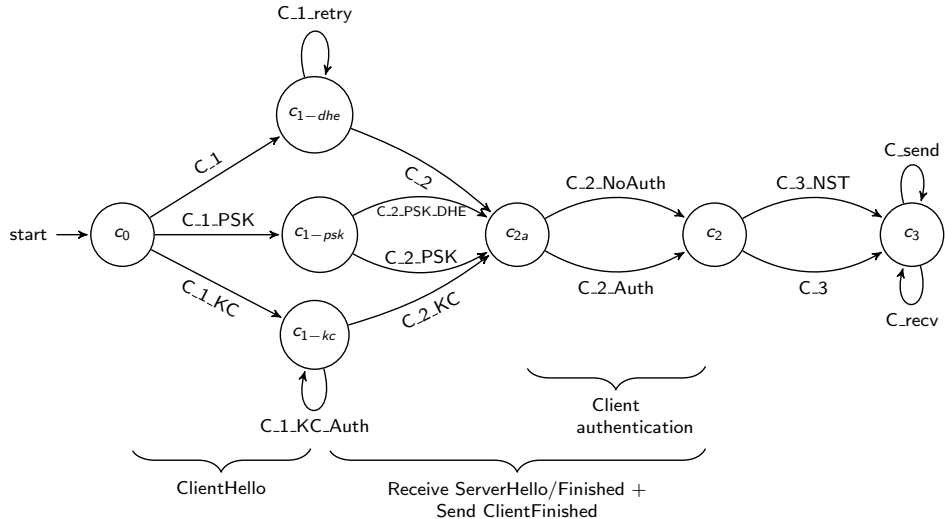 C_1_retry
c1−dhe
C_1
C_2
C_send
start
c0
C_1_PSK
c1−psk
C_2_PSK_DHE
C_2_PSK
c2a
C_2_NoAuth
C_2_Auth
c2
C_3_NST
C_3
c3
C_recv
C_1_KC
c1−kc
C_2_KC
C_1_KC_Auth
Client
authentication
ClientHello
Receive ServerHello/Finished +
Send ClientFinished